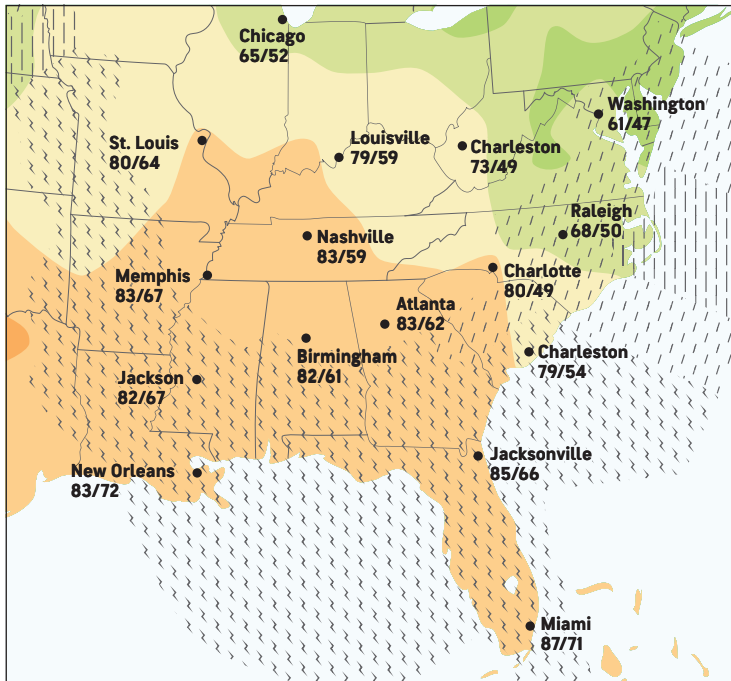 Chicago
65/52
Washington
61/47
St. Louis
80/64
Louisville
79/59
Charleston
73/49
Raleigh
68/50
Nashville
83/59
Memphis
83/67
Charlotte
80/49
Atlanta
83/62
Birmingham
82/61
Charleston
79/54
Jackson
82/67
Jacksonville
85/66
New Orleans
83/72
Miami
87/71